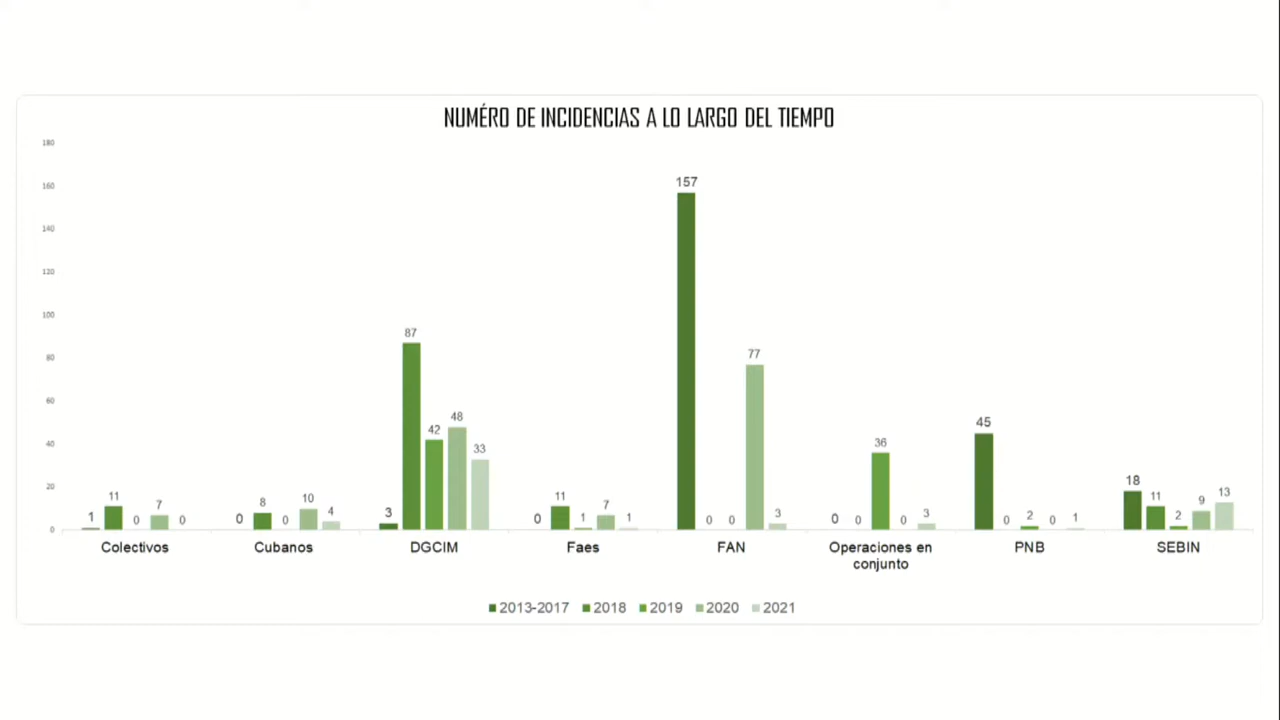 NUMÉRO DE INCIDENCIAS A LO LARGO DEL TIEMPO
180
160
140
120
100
80
60
40
20
0
1 11 0 7 0
0 8 0 10 4
3 87 42 48 33
0 11 1 7 1
157 0 0 77 3
0 0 36 0 3
45 0 2 0 1
18 11 2 9 13
Colectivos
Cubanos
DGCIM
Faes
FAN
Operaciones en
conjunto
PNB
SEBIN
2013-2017 2018 2019 2020 2021